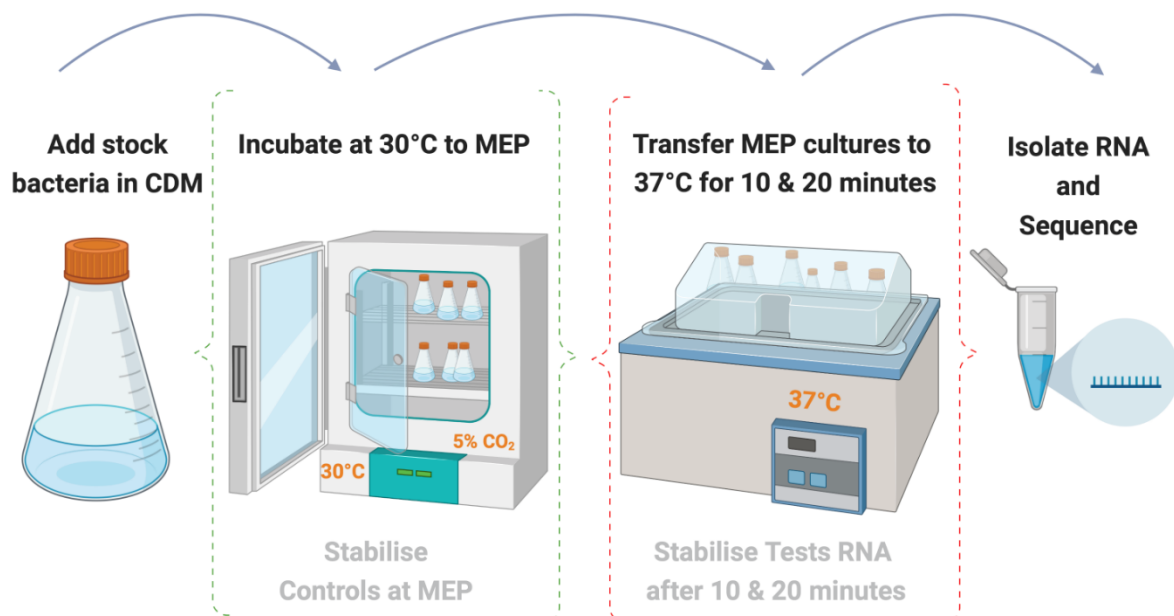 Add stock
bacteria in CDM
Incubate at 30°C to MEP
Transfer MEP cultures to
37°C for 10 & 20 minutes
Isolate RNA
and
Sequence
5% CO₂
30°C
37°C
Stabilise
Controls at MEP
Stabilise Tests RNA
after 10 & 20 minutes